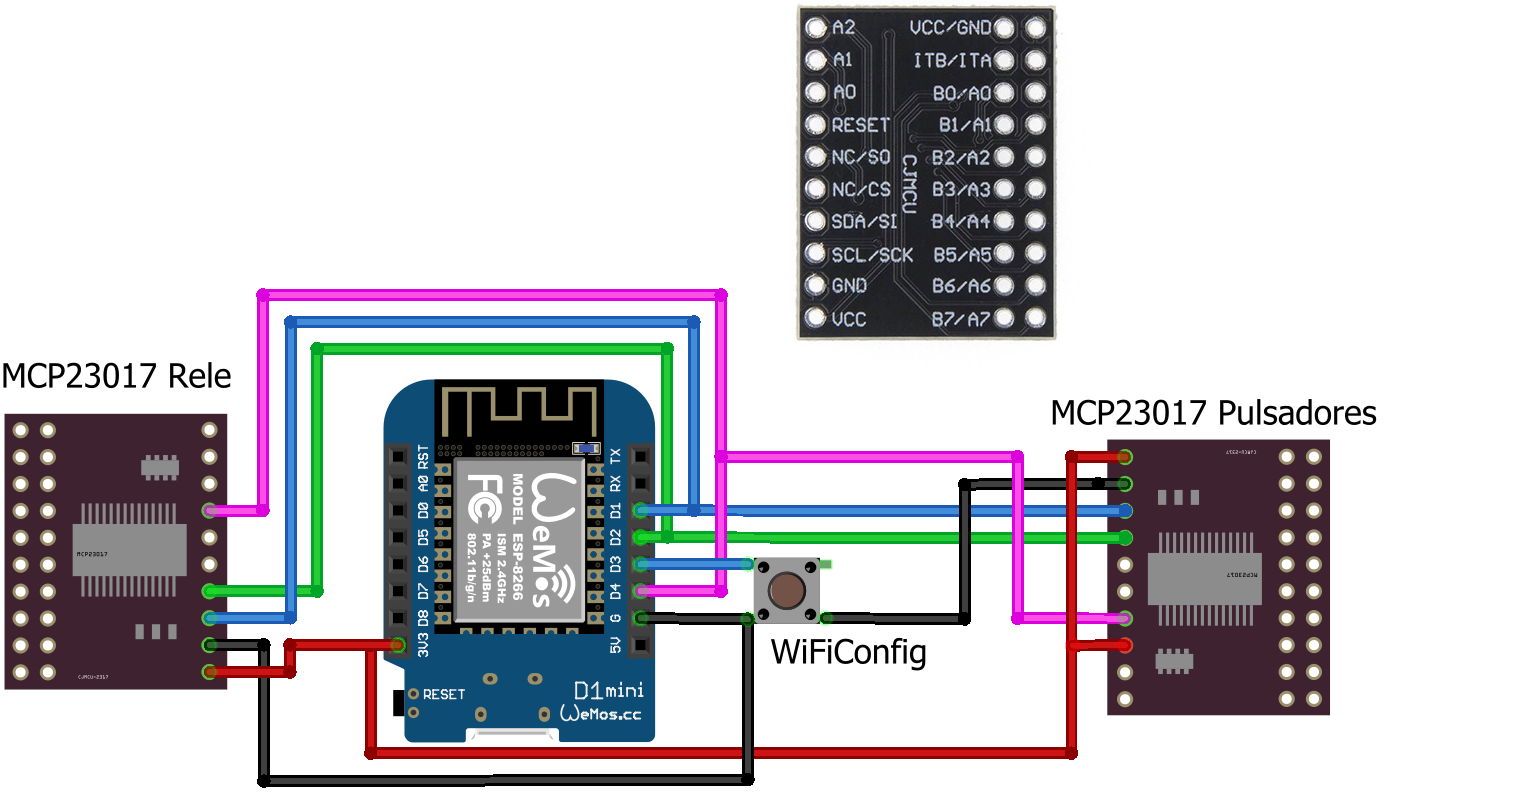 A2 VCC/GND
A1 ITB/ITA
A0 B0/A0
RESET B1/A1
NC/SO B2/A2
NC/CS B3/A3
SDA/SI B4/A4
SCL/SCK B5/A5
GND B6/A6
VCC B7/A7
CJMCU
MCP23017 Rele
MCP23017
CJMCU-2317
RST
A0
D0
D5
D6
D7
D8
3V3
TX
RX
D1
D2
D3
D4
G
5V
WeMos
MODEL ESP-8266
ISM 2.4GHz
PA +25dBm
802.11b/g/n
FC
RESET
D1mini
WeMos.cc
WiFiConfig
MCP23017 Pulsadores
CJMCU-2317
MCP23017